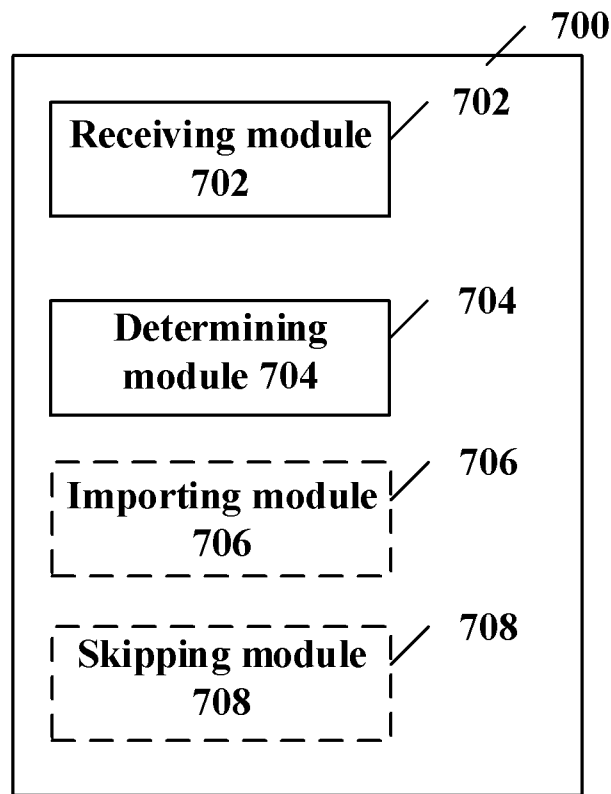 700
Receiving module
702
702
Determining
module 704
704
Importing module
706
706
Skipping module
708
708